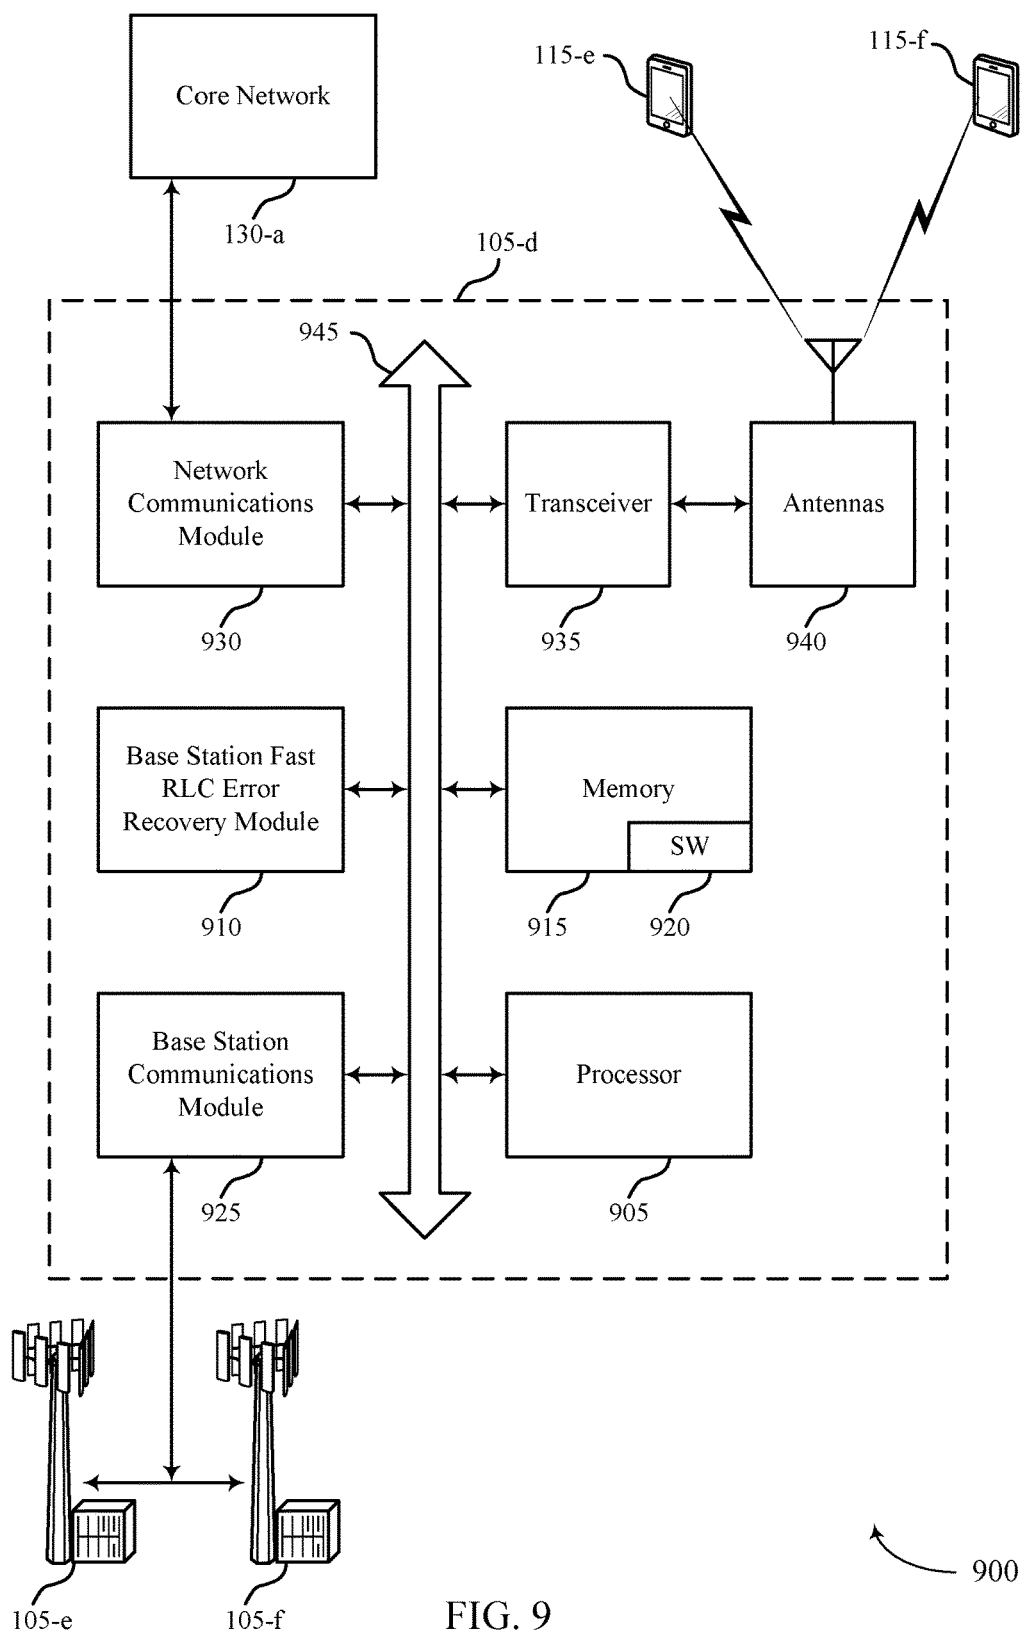 115-e
115-f
Core Network
130-a
105-d
945
Network
Communications
Module
Transceiver
Antennas
930
935
940
Base Station Fast
RLC Error
Recovery Module
Memory
SW
910
915
920
Base Station
Communications
Module
Processor
925
905
900
105-e
105-f
FIG. 9